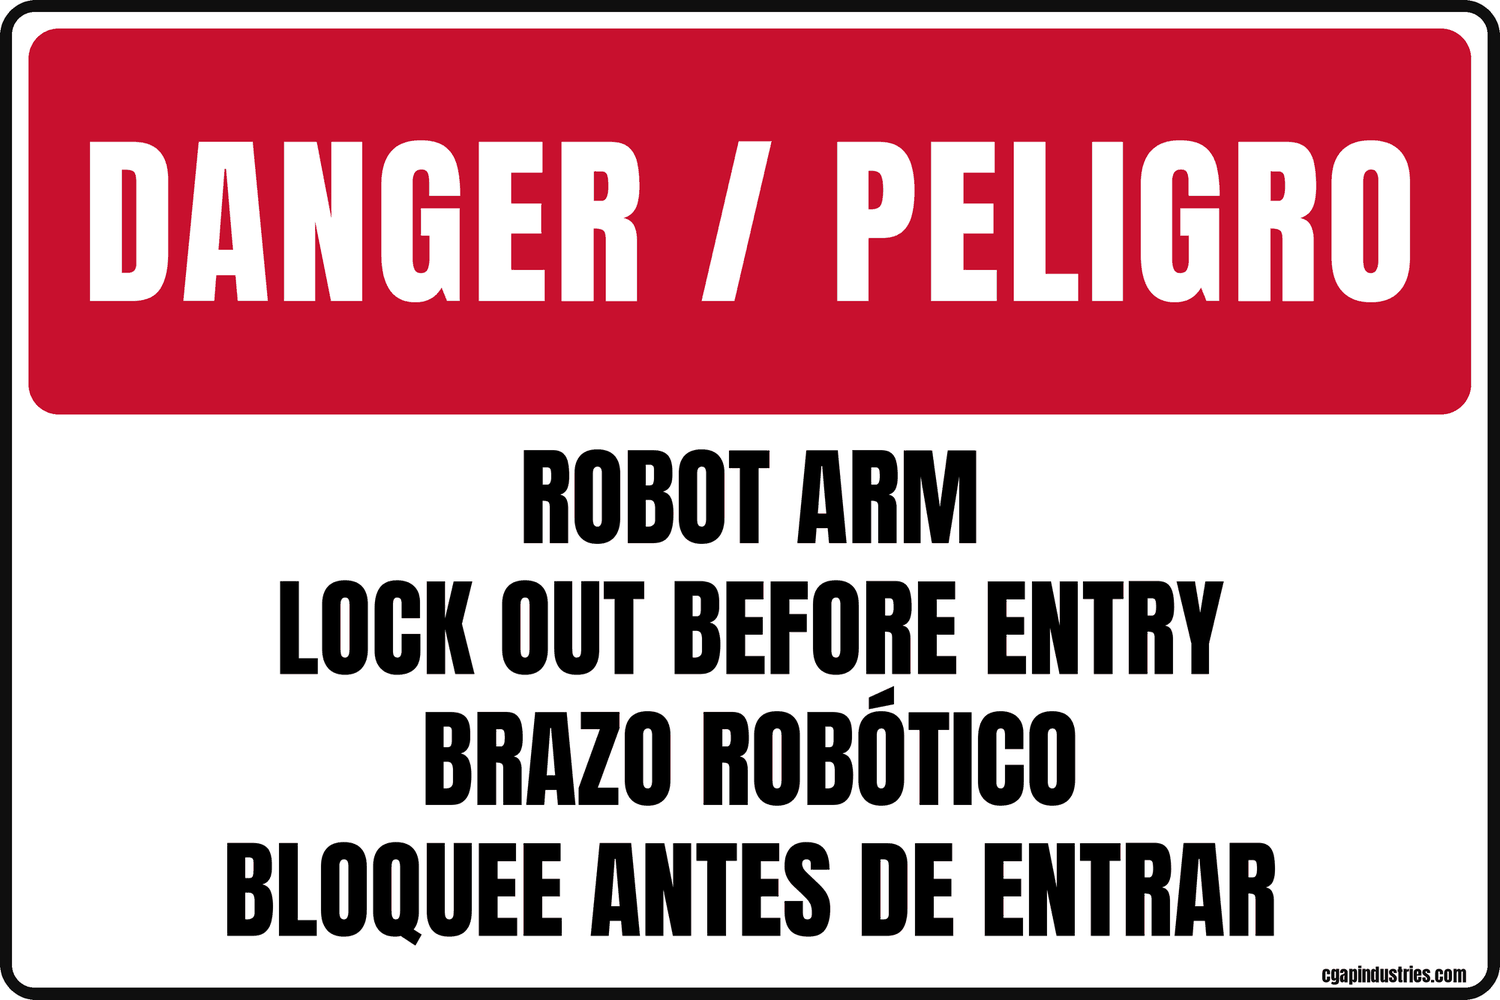 DANGER / PELIGRO
ROBOT ARM
LOCK OUT BEFORE ENTRY
BRAZO ROBÓTICO
BLOQUEE ANTES DE ENTRAR
cgapindustries.com